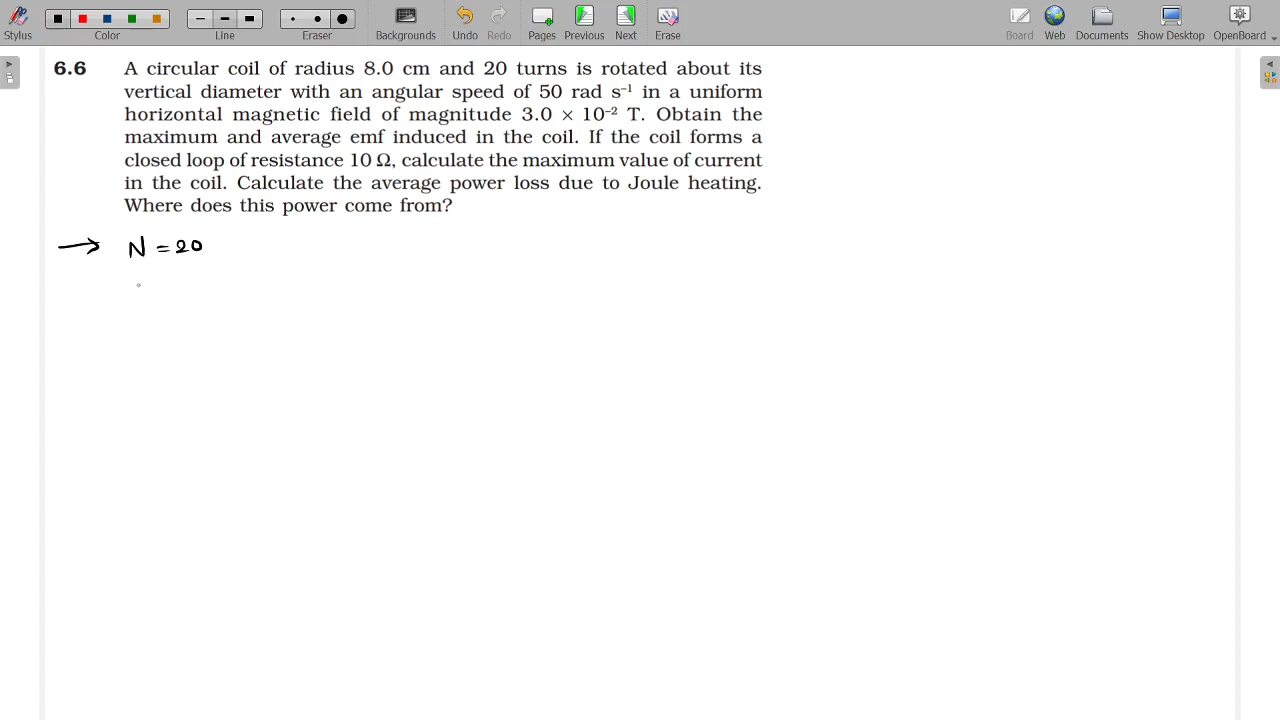 Stylus Color Line Eraser Backgrounds Undo Redo Pages Previous Next Erase Board Web Documents Show Desktop OpenBoard
6.6 A circular coil of radius 8.0 cm and 20 turns is rotated about its
vertical diameter with an angular speed of 50 rad s⁻¹ in a uniform
horizontal magnetic field of magnitude 3.0 × 10⁻² T. Obtain the
maximum and average emf induced in the coil. If the coil forms a
closed loop of resistance 10 Ω, calculate the maximum value of current
in the coil. Calculate the average power loss due to Joule heating.
Where does this power come from?
→ N = 20